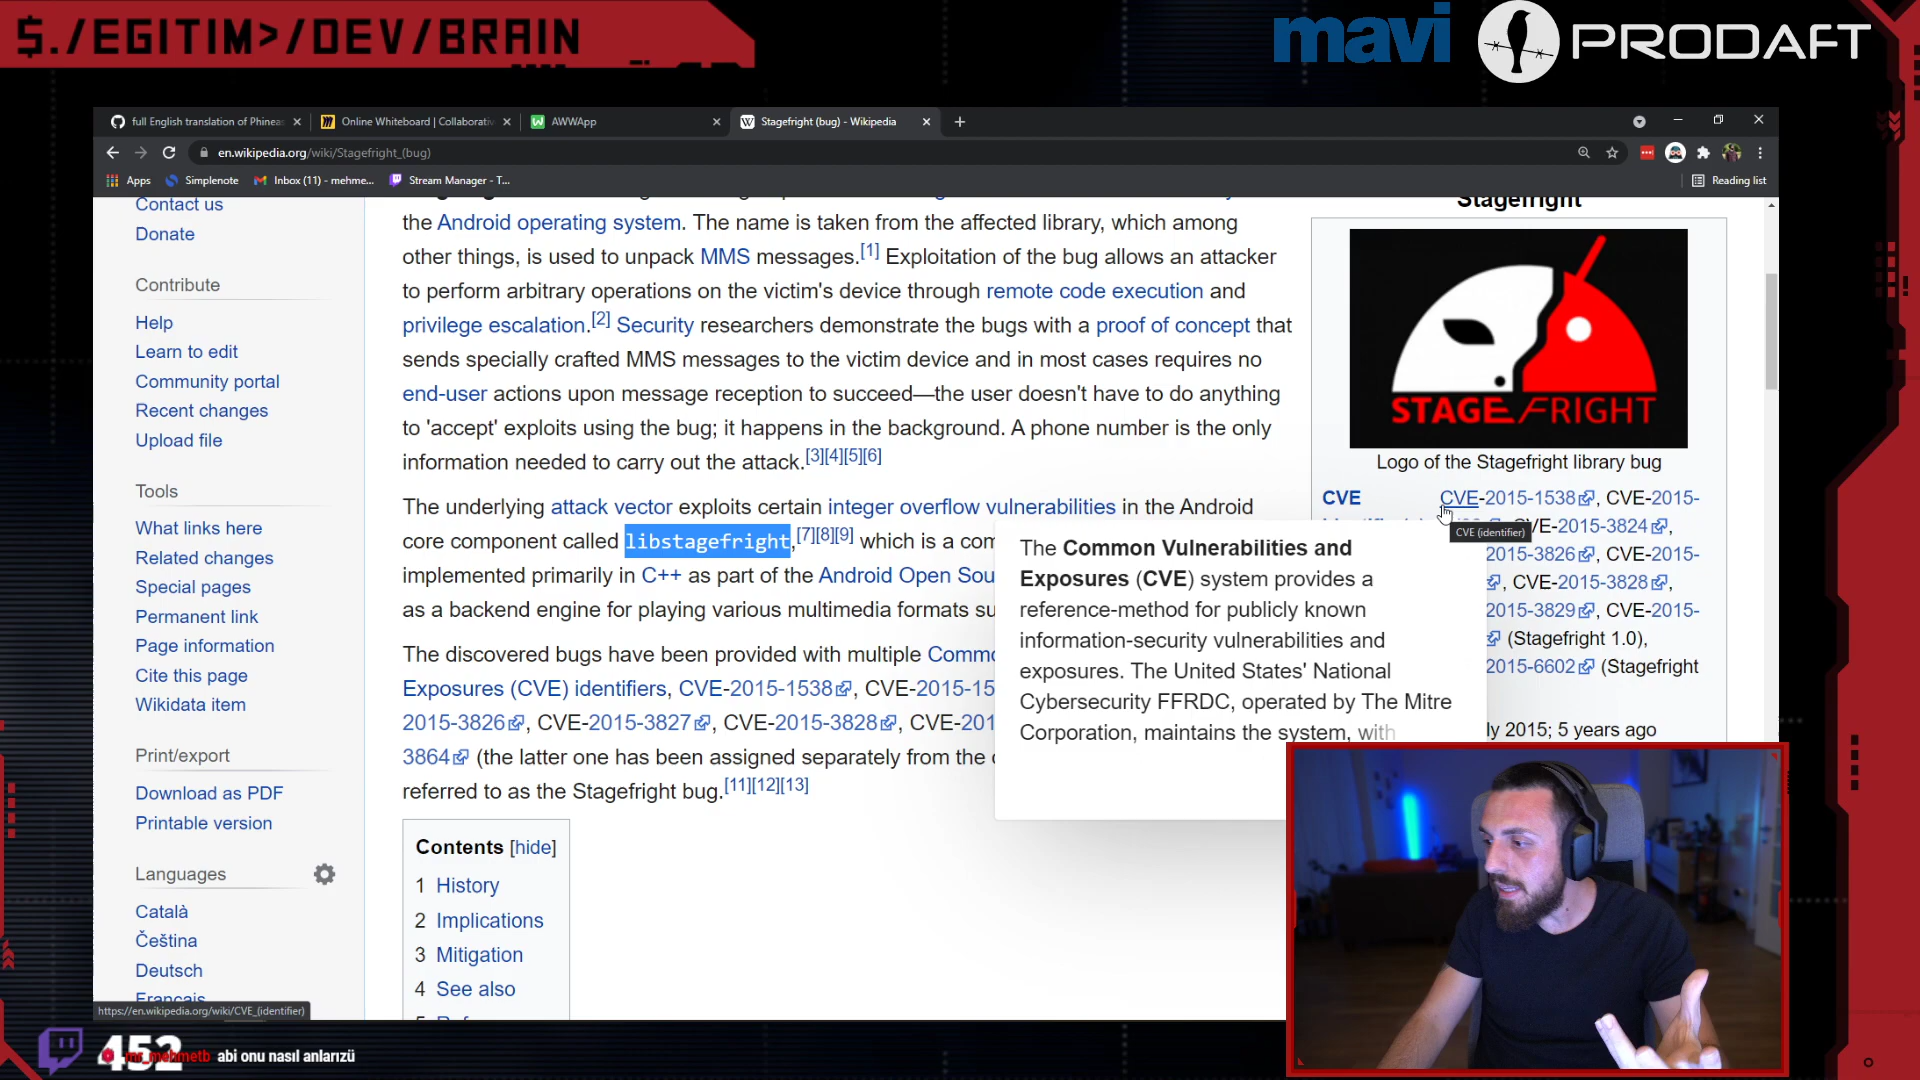 $./EGITIM>/DEV/BRAIN
mavi
PRODAFT
full English translation of Phineas
Online Whiteboard | Collaborativ
AWWApp
Stagefright (bug) - Wikipedia
en.wikipedia.org/wiki/Stagefright_(bug)
Apps
Simplenote
Inbox (11) - mehme...
Stream Manager - T...
Reading list
Contact us
Donate
Contribute
Help
Learn to edit
Community portal
Recent changes
Upload file
Tools
What links here
Related changes
Special pages
Permanent link
Page information
Cite this page
Wikidata item
Print/export
Download as PDF
Printable version
Languages
Català
Čeština
Deutsch
Français
https://en.wikipedia.org/wiki/CVE_(identifier)
the Android operating system. The name is taken from the affected library, which among
other things, is used to unpack MMS messages.[1] Exploitation of the bug allows an attacker
to perform arbitrary operations on the victim's device through remote code execution and
privilege escalation.[2] Security researchers demonstrate the bugs with a proof of concept that
sends specially crafted MMS messages to the victim device and in most cases requires no
end-user actions upon message reception to succeed—the user doesn't have to do anything
to 'accept' exploits using the bug; it happens in the background. A phone number is the only
information needed to carry out the attack.[3][4][5][6]
The underlying attack vector exploits certain integer overflow vulnerabilities in the Android
core component called libstagefright,[7][8][9] which is a com
implemented primarily in C++ as part of the Android Open Sou
as a backend engine for playing various multimedia formats su
The discovered bugs have been provided with multiple Commo
Exposures (CVE) identifiers, CVE-2015-1538, CVE-2015-15
2015-3826, CVE-2015-3827, CVE-2015-3828, CVE-201
3864 (the latter one has been assigned separately from the
referred to as the Stagefright bug.[11][12][13]
Contents [hide]
1 History
2 Implications
3 Mitigation
4 See also
Stagefright
STAGEFRIGHT
Logo of the Stagefright library bug
CVE
CVE-2015-1538, CVE-2015-
CVE-2015-3824,
CVE (identifier)
2015-3826,
, CVE-2015-3828,
2015-3829, CVE-2015-
(Stagefright 1.0),
2015-6602 (Stagefright
ly 2015; 5 years ago
The Common Vulnerabilities and
Exposures (CVE) system provides a
reference-method for publicly known
information-security vulnerabilities and
exposures. The United States' National
Cybersecurity FFRDC, operated by The Mitre
Corporation, maintains the system, with
452
mr_mehmetb abi onu nasıl anlarızü